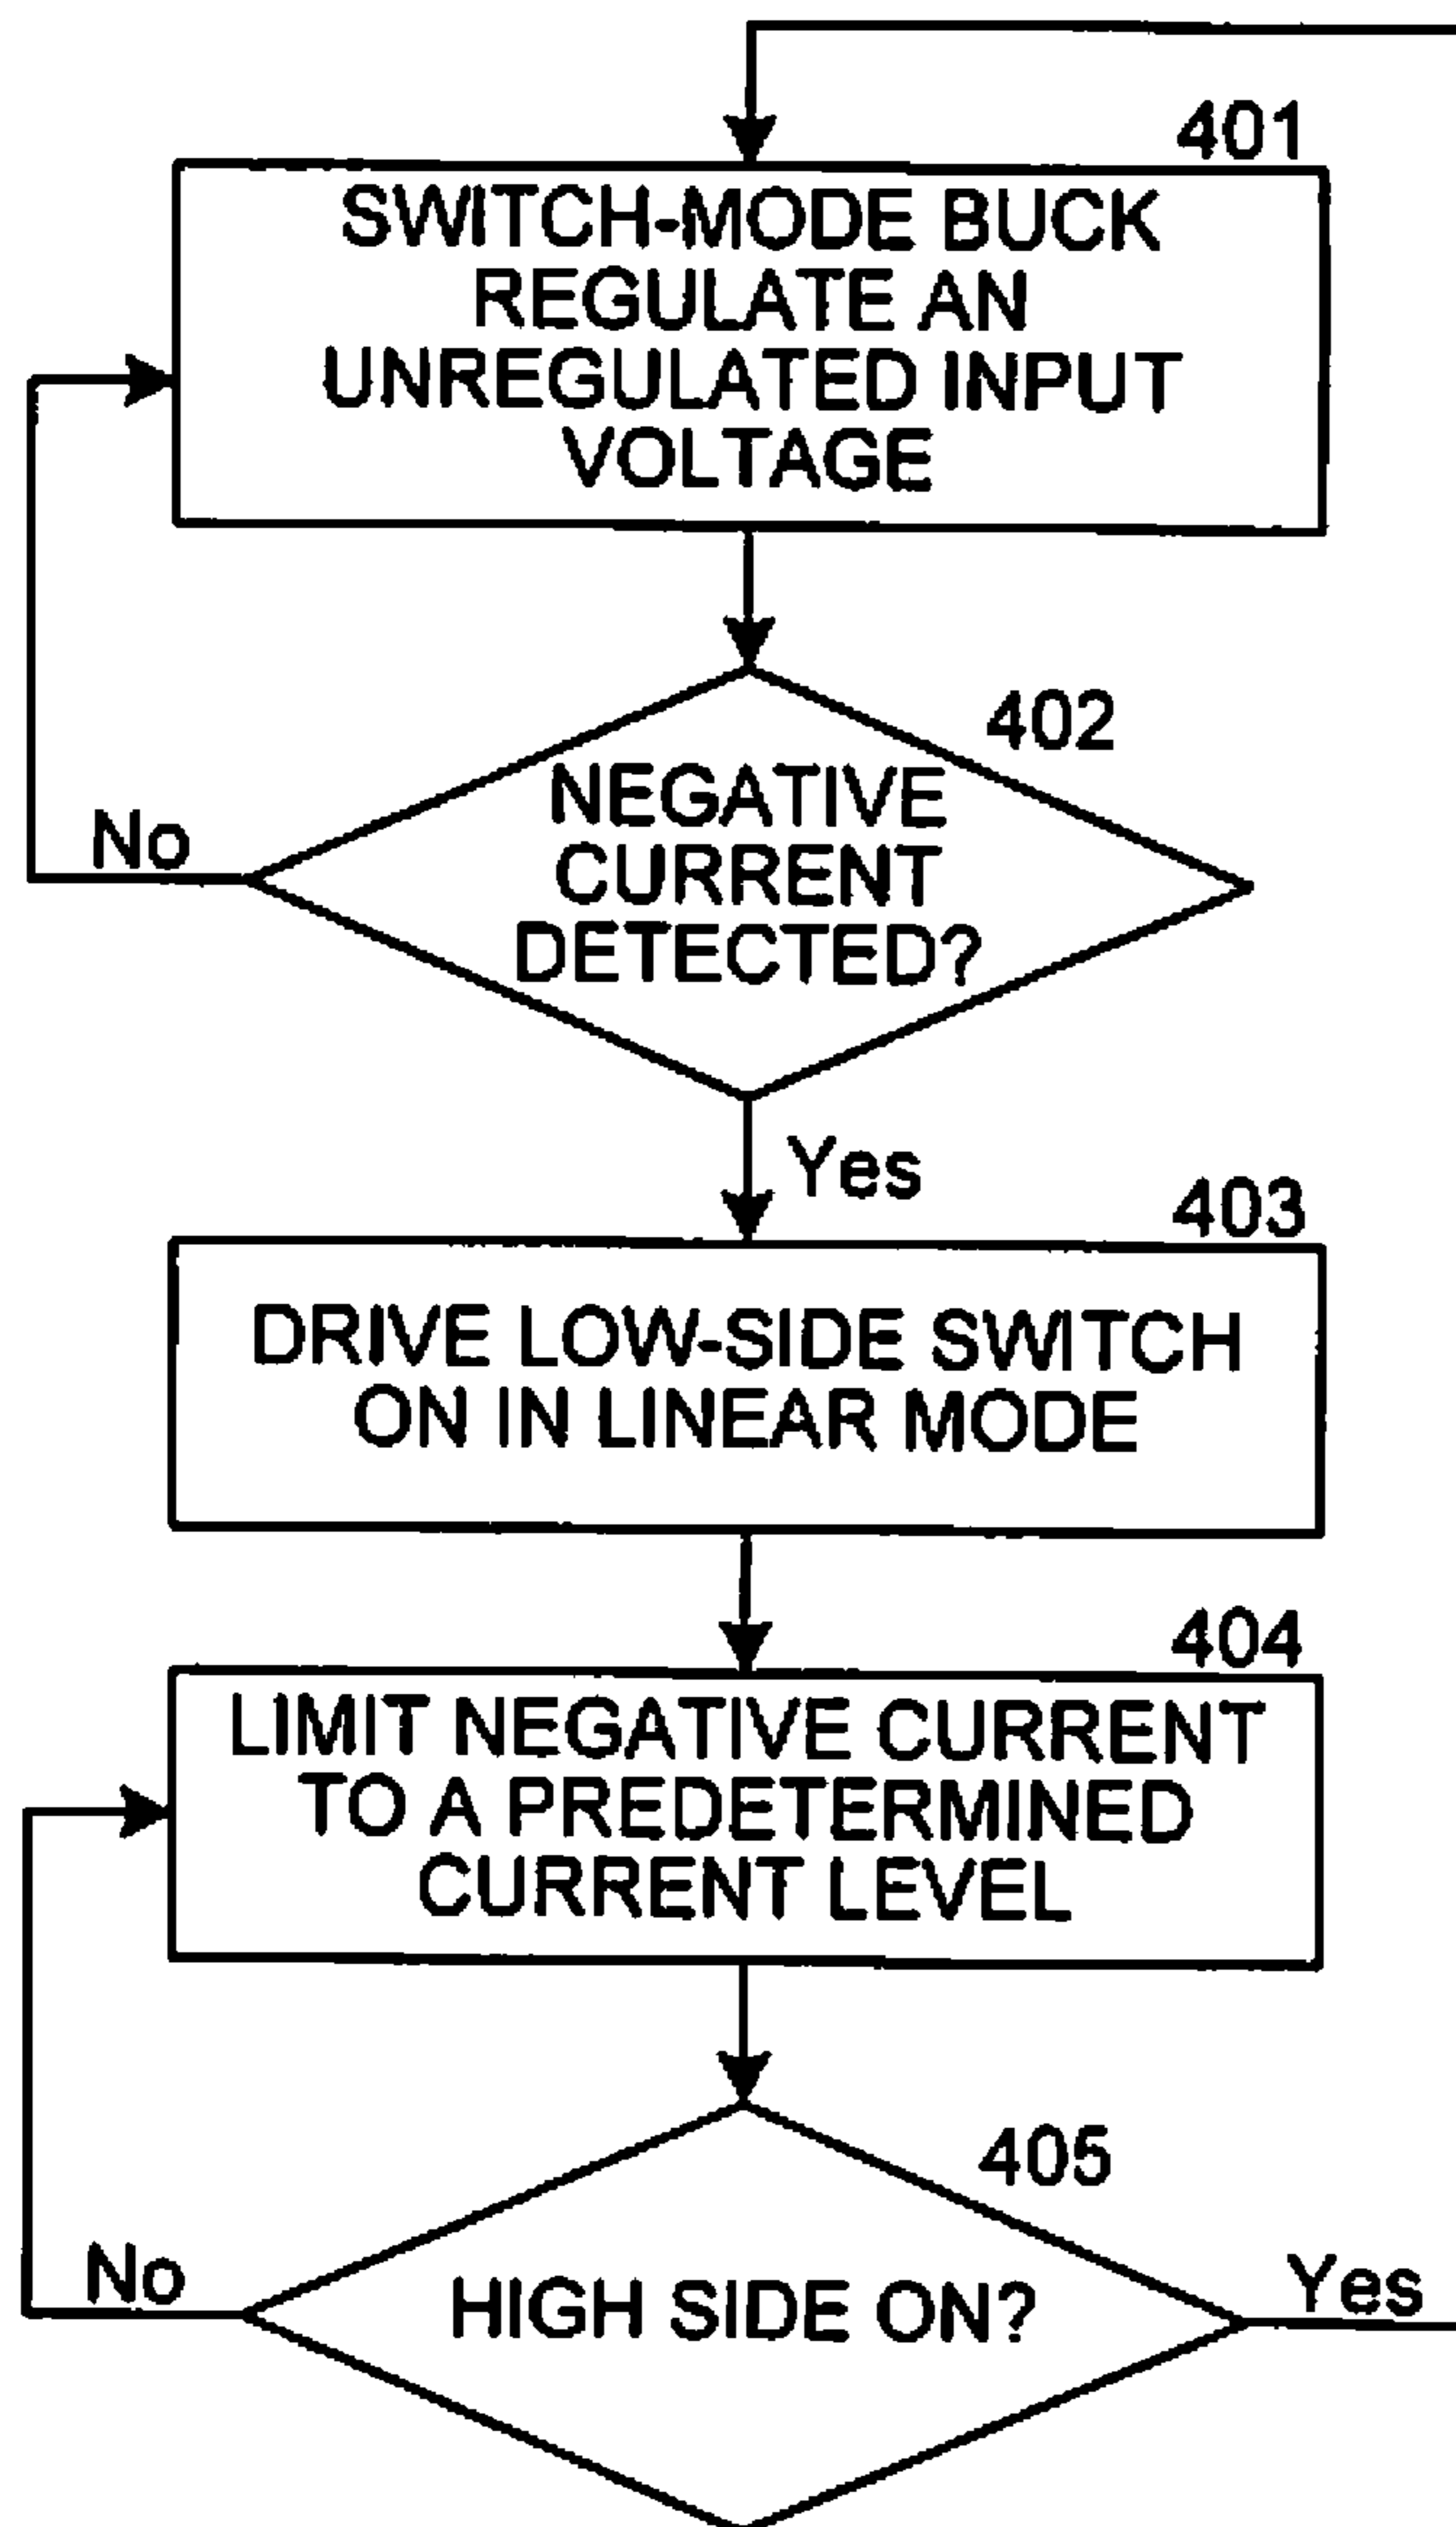 401
SWITCH-MODE BUCK
REGULATE AN
UNREGULATED INPUT
VOLTAGE
402
NEGATIVE
CURRENT
DETECTED?
No
Yes
403
DRIVE LOW-SIDE SWITCH
ON IN LINEAR MODE
404
LIMIT NEGATIVE CURRENT
TO A PREDETERMINED
CURRENT LEVEL
405
HIGH SIDE ON?
No
Yes